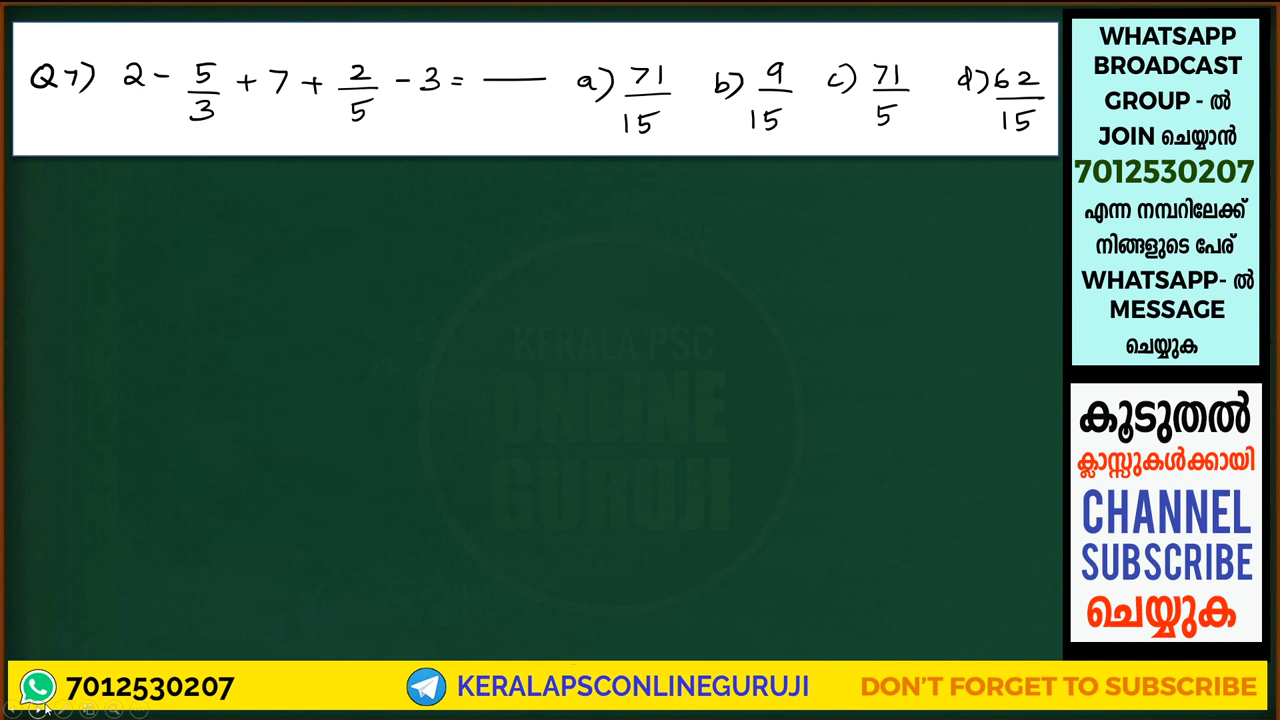 Q7) 2 - 5/3 + 7 + 2/5 - 3 = ___ a) 71/15 b) 9/15 c) 71/5 d) 62/15
KERALA PSC
ONLINE
GURUJI
WHATSAPP
BROADCAST
GROUP - ൽ
JOIN ചെയ്യാൻ
7012530207
എന്ന നമ്പറിലേക്ക്
നിങ്ങളുടെ പേര്
WHATSAPP- ൽ
MESSAGE
ചെയ്യുക
കൂടുതൽ
ക്ലാസ്സുകൾക്കായി
CHANNEL
SUBSCRIBE
ചെയ്യുക
7012530207 KERALAPSCONLINEGURUJI DON'T FORGET TO SUBSCRIBE